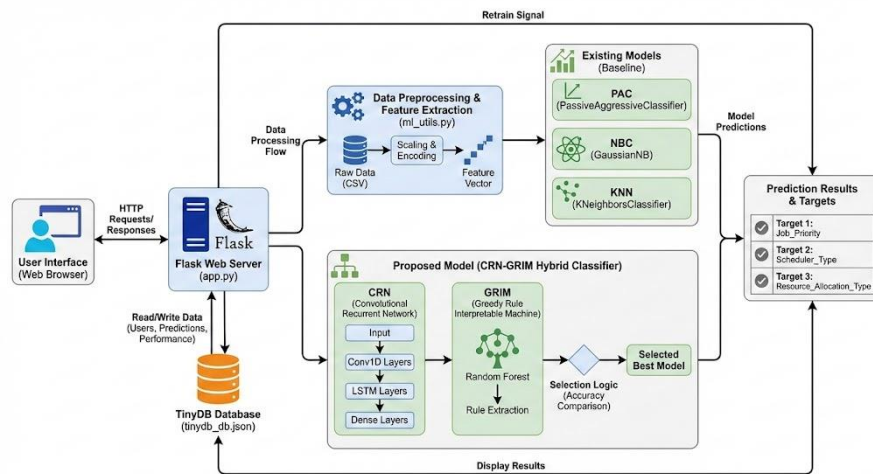 Retrain Signal
Existing Models
(Baseline)
PAC
(PassiveAggressiveClassifier)
NBC
(GaussianNB)
KNN
(KNeighborsClassifier)
Model
Predictions
Data Preprocessing &
Feature Extraction
(ml_utils.py)
Raw Data
(CSV)
Scaling &
Encoding
Feature
Vector
Data
Processing
Flow
HTTP
Requests/
Responses
User Interface
(Web Browser)
Flask
Flask Web Server
(app.py)
Read/Write Data
(Users, Predictions,
Performance)
TinyDB Database
(tinydb_db.json)
Proposed Model (CRN-GRIM Hybrid Classifier)
CRN
(Convolutional
Recurrent Network)
Input
Conv1D Layers
LSTM Layers
Dense Layers
GRIM
(Greedy Rule
Interpretable Machine)
Random Forest
Rule Extraction
Selection Logic
(Accuracy
Comparison)
Selected
Best Model
Prediction Results
& Targets
Target 1:
Job_Priority
Target 2:
Scheduler_Type
Target 3:
Resource_Allocation_Type
Display Results